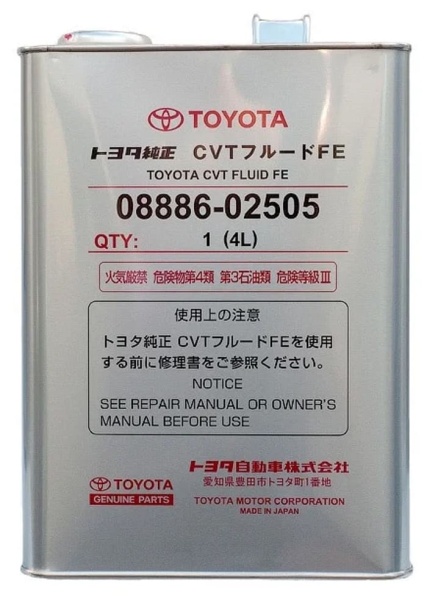 TOYOTA
トヨタ純正 CVTフルードFE
TOYOTA CVT FLUID FE
08886-02505
QTY: 1 (4L)
火気厳禁 危険物第4類 第3石油類 危険等級Ⅲ
使用上の注意
トヨタ純正 CVTフルードFEを使用
する前に修理書をご参照ください。
NOTICE
SEE REPAIR MANUAL OR OWNER'S
MANUAL BEFORE USE
TOYOTA
GENUINE PARTS
トヨタ自動車株式会社
愛知県豊田市トヨタ町1番地
TOYOTA MOTOR CORPORATION
MADE IN JAPAN